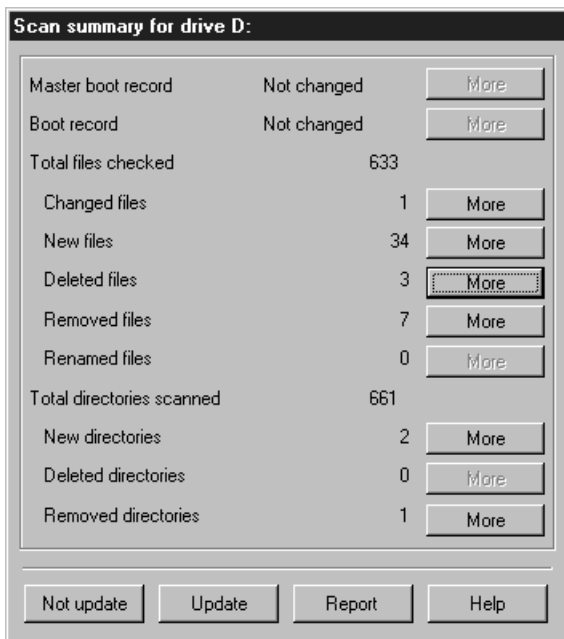 Scan summary for drive D:
Master boot record Not changed More
Boot record Not changed More
Total files checked 633
Changed files 1 More
New files 34 More
Deleted files 3 More
Removed files 7 More
Renamed files 0 More
Total directories scanned 661
New directories 2 More
Deleted directories 0 More
Removed directories 1 More
Not update Update Report Help